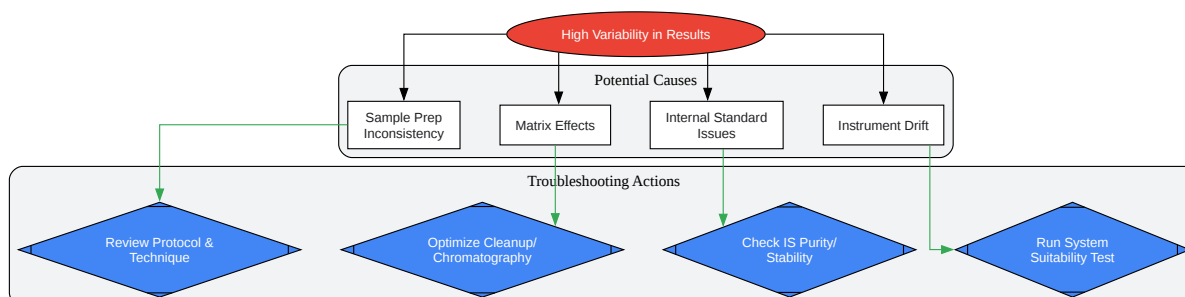 High Variability in Results
Potential Causes
Sample Prep
Inconsistency
Matrix Effects
Internal Standard
Issues
Instrument Drift
Troubleshooting Actions
Review Protocol &
Technique
Optimize Cleanup/
Chromatography
Check IS Purity/
Stability
Run System
Suitability Test